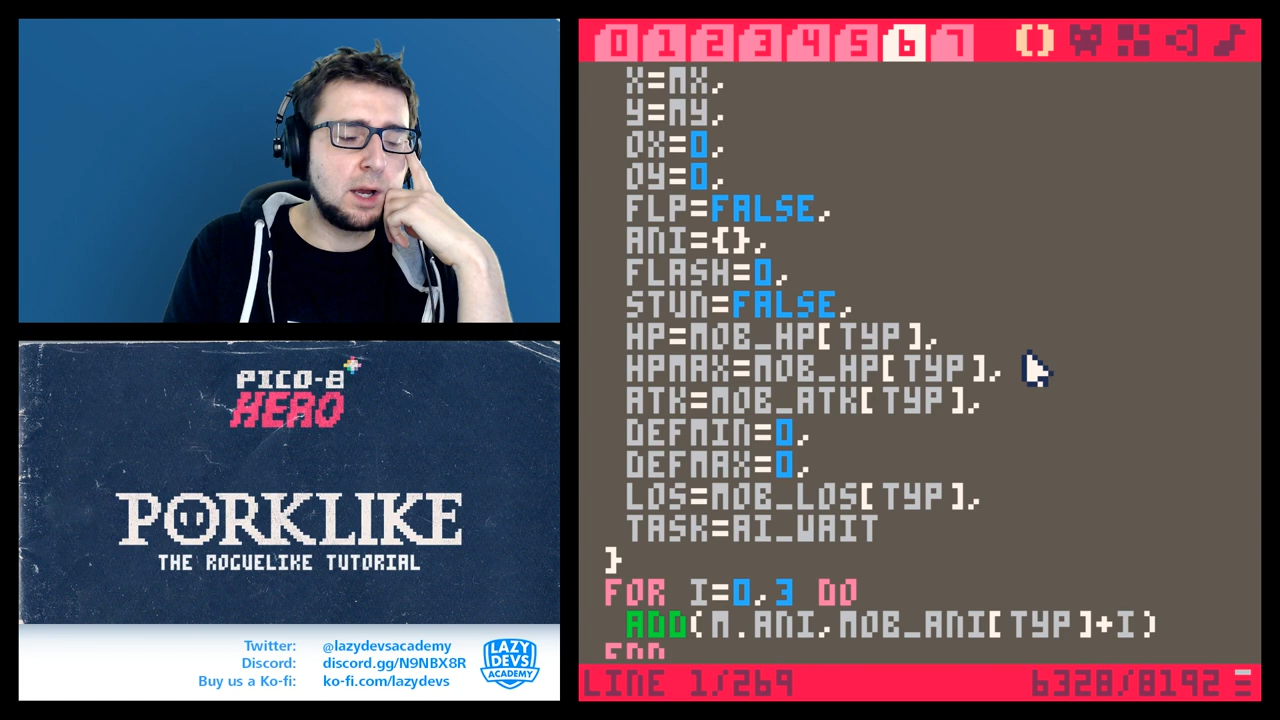 0 1 2 3 4 5 6 7
X=MX,
Y=MY,
DX=0,
DY=0,
FLP=FALSE,
ANI={},
FLASH=0,
STUN=FALSE,
HP=MOB_HP[TYP],
HPMAX=MOB_HP[TYP],
ATK=MOB_ATK[TYP],
DEFMIN=0,
DEFMAX=0,
LOS=MOB_LOS[TYP],
TASK=AI_WAIT
}
FOR I=0,3 DO
ADD(M.ANI,MOB_ANI[TYP]+I)
END
LINE 1/269 6328/8192
PICO-8
HERO
PORKLIKE
THE ROGUELIKE TUTORIAL
Twitter: @lazydevsacademy
Discord: discord.gg/N9NBX8R
Buy us a Ko-fi: ko-fi.com/lazydevs
LAZY
DEVS
ACADEMY